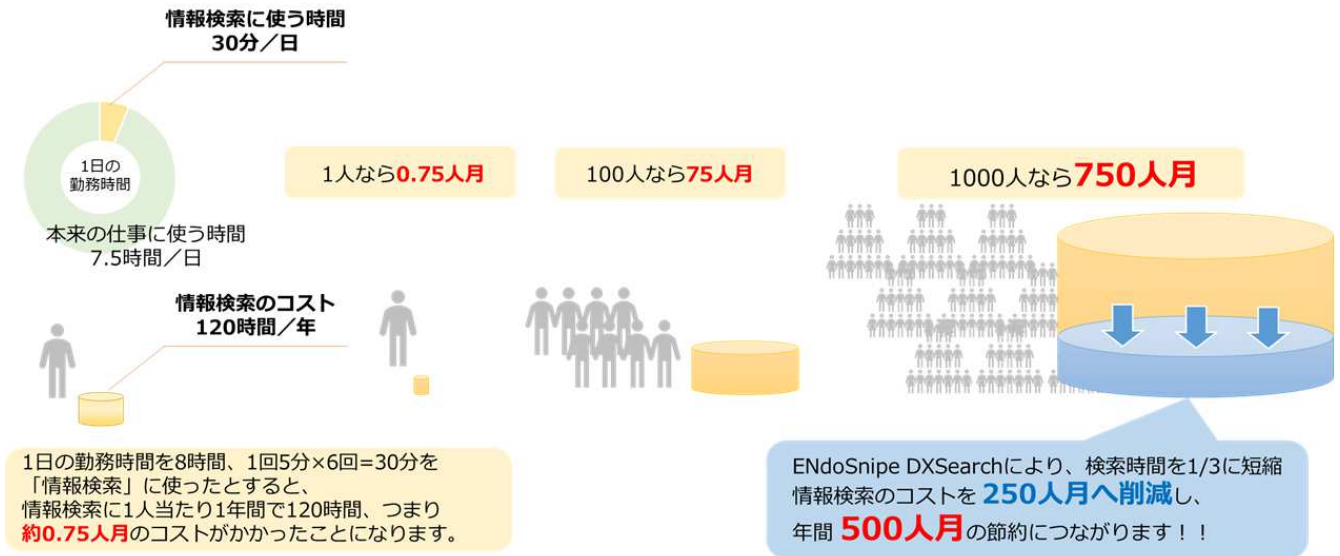 情報検索に使う時間
30分／日
1日の
勤務時間
本来の仕事に使う時間
7.5時間／日
情報検索のコスト
120時間／年
1人なら0.75人月
100人なら75人月
1000人なら750人月
1日の勤務時間を8時間、1回5分×6回=30分を
「情報検索」に使ったとすると、
情報検索に1人当たり1年間で120時間、つまり
約0.75人月のコストがかかったことになります。
ENdoSnipe DXSearchにより、検索時間を1/3に短縮
情報検索のコストを 250人月へ削減し、
年間 500人月の節約につながります！！